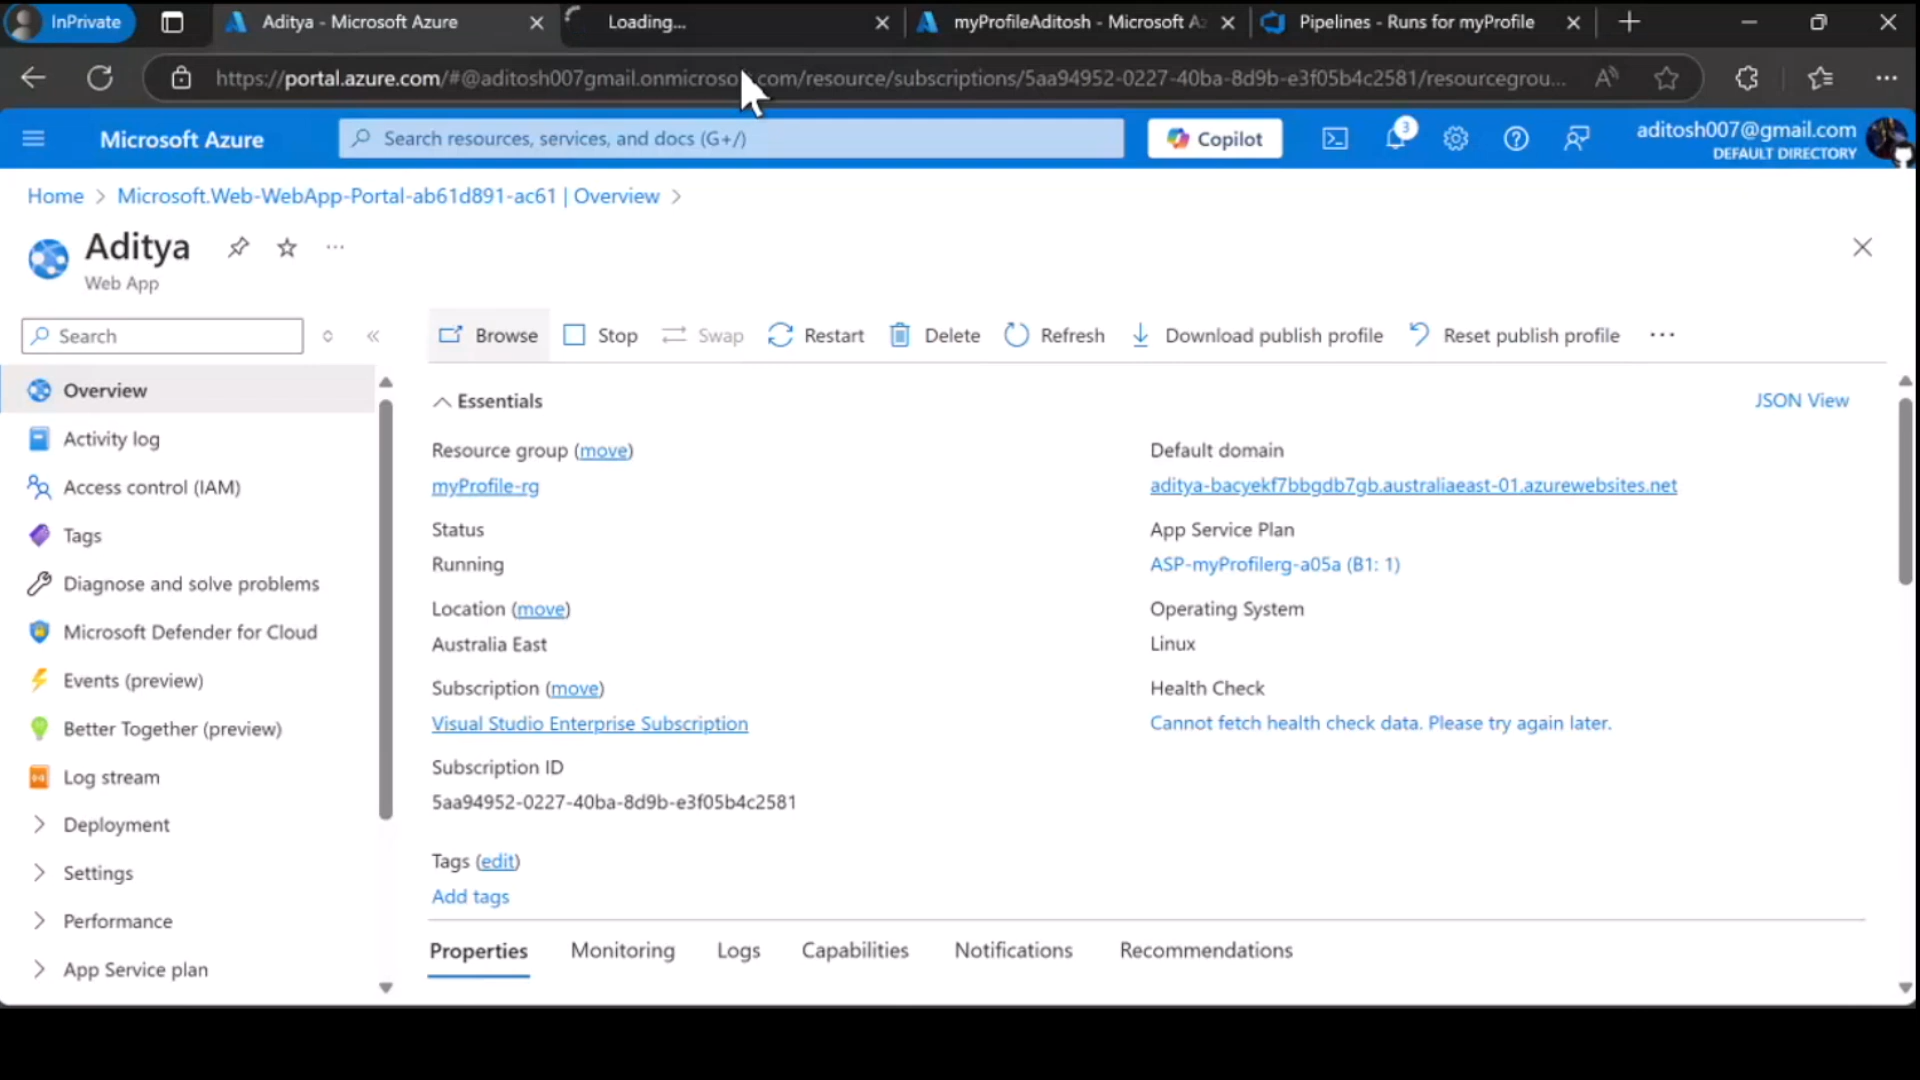 InPrivate
Aditya - Microsoft Azure
Loading...
myProfileAditosh - Microsoft Az
Pipelines - Runs for myProfile
https://portal.azure.com/#@aditosh007gmail.onmicrosoft.com/resource/subscriptions/5aa94952-0227-40ba-8d9b-e3f05b4c2581/resourcegrou...
Microsoft Azure
Search resources, services, and docs (G+/)
Copilot
3
aditosh007@gmail.com
DEFAULT DIRECTORY
Home > Microsoft.Web-WebApp-Portal-ab61d891-ac61 | Overview >
Aditya
Web App
Search
Browse
Stop
Swap
Restart
Delete
Refresh
Download publish profile
Reset publish profile
Overview
Activity log
Access control (IAM)
Tags
Diagnose and solve problems
Microsoft Defender for Cloud
Events (preview)
Better Together (preview)
Log stream
Deployment
Settings
Performance
App Service plan
Essentials
JSON View
Resource group (move)
myProfile-rg
Status
Running
Location (move)
Australia East
Subscription (move)
Visual Studio Enterprise Subscription
Subscription ID
5aa94952-0227-40ba-8d9b-e3f05b4c2581
Default domain
aditya-bacyekf7bbgdb7gb.australiaeast-01.azurewebsites.net
App Service Plan
ASP-myProfilerg-a05a (B1: 1)
Operating System
Linux
Health Check
Cannot fetch health check data. Please try again later.
Tags (edit)
Add tags
Properties
Monitoring
Logs
Capabilities
Notifications
Recommendations